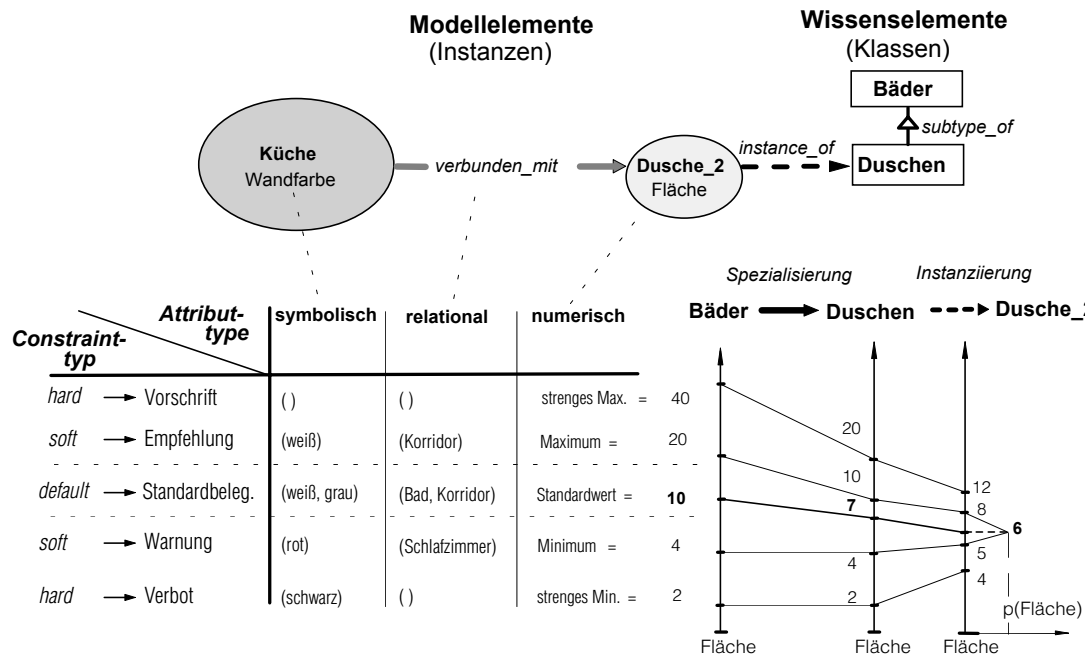 Modellelemente
(Instanzen)
Wissenselemente
(Klassen)
Bäder
subtype_of
Duschen
Küche
Wandfarbe
verbunden_mit
Dusche_2
Fläche
instance_of
Spezialisierung
Instanziierung
Bäder
Duschen
Dusche_2
Attribut-
type
Constraint-
typ
symbolisch
relational
numerisch
hard Vorschrift ( ) ( ) strenges Max. = 40
soft Empfehlung (weiß) (Korridor) Maximum = 20
default Standardbeleg. (weiß, grau) (Bad, Korridor) Standardwert = 10
soft Warnung (rot) (Schlafzimmer) Minimum = 4
hard Verbot (schwarz) ( ) strenges Min. = 2
20
10
7
4
2
12
8
6
5
4
p(Fläche)
Fläche
Fläche
Fläche